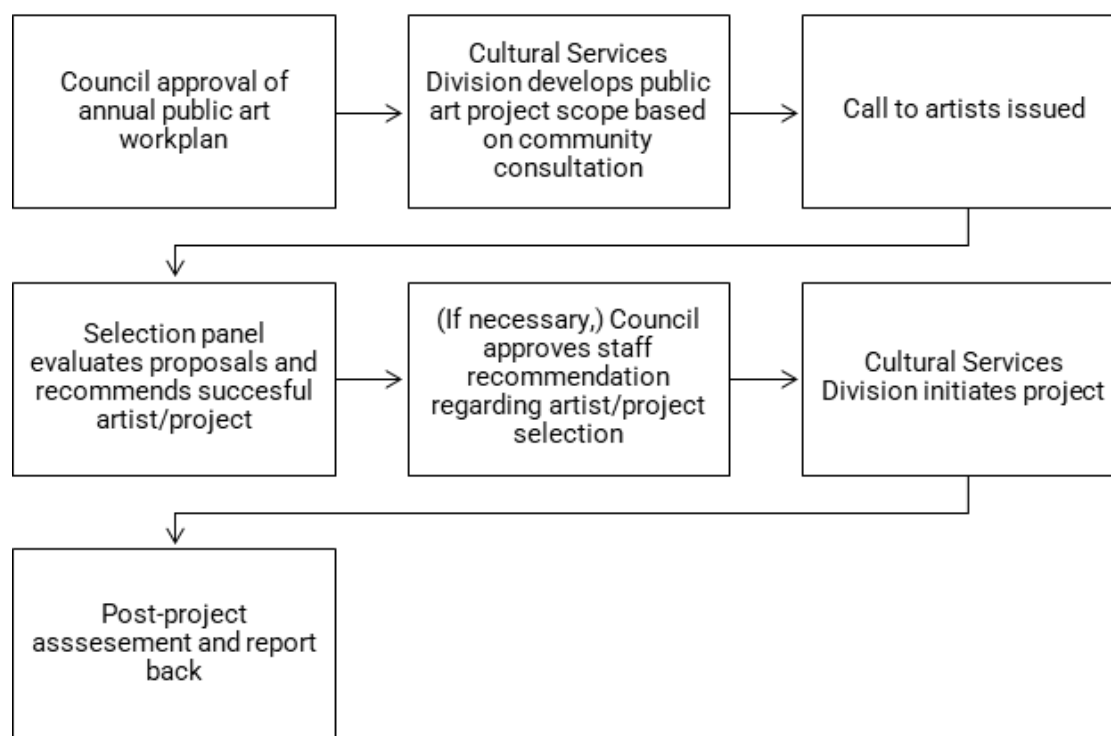 Council approval of
annual public art
workplan
Cultural Services
Division develops public
art project scope based
on community
consultation
Call to artists issued
Selection panel
evaluates proposals and
recommends succesful
artist/project
(If necessary,) Council
approves staff
recommendation
regarding artist/project
selection
Cultural Services
Division initiates project
Post-project
asssesement and report
back